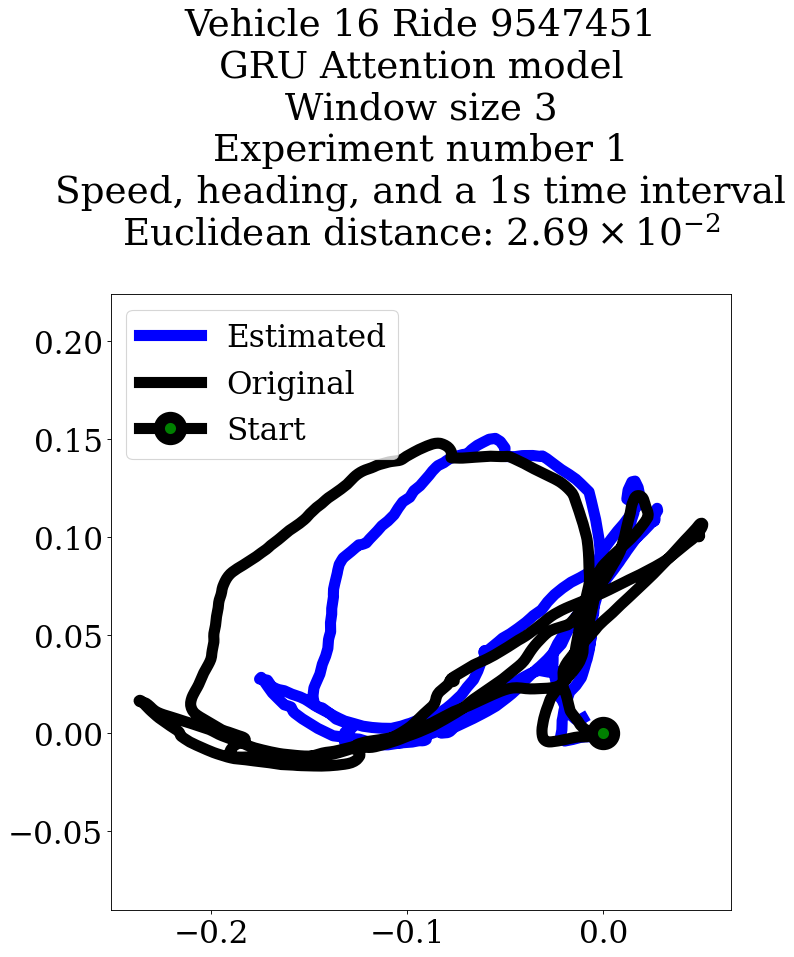 Vehicle 16 Ride 9547451
GRU Attention model
Window size 3
Experiment number 1
Speed, heading, and a 1s time interval
Euclidean distance: 2.69 × 10⁻²
Estimated
Original
Start
0.20
0.15
0.10
0.05
0.00
−0.05
−0.2
−0.1
0.0